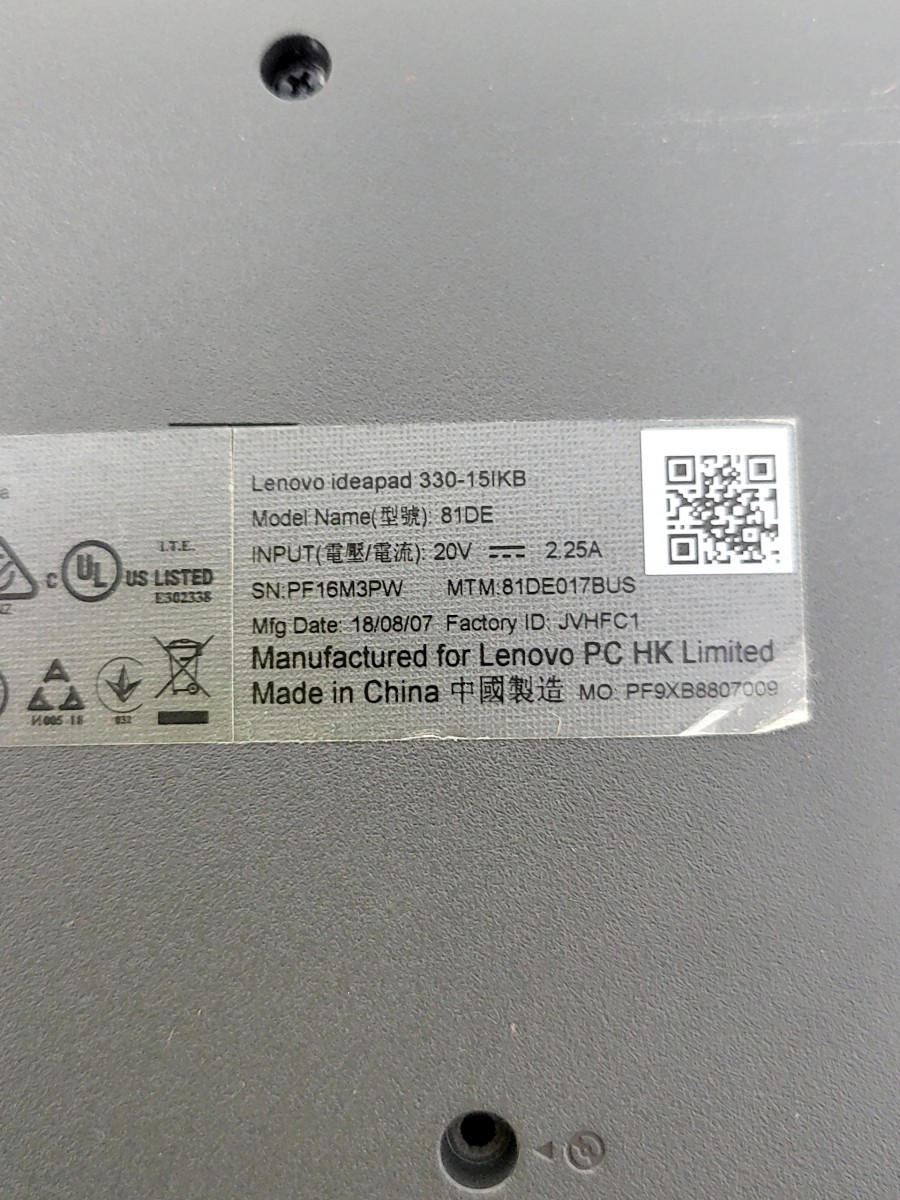 Lenovo ideapad 330-15IKB
Model Name(型號): 81DE
INPUT(電壓/電流): 20V ⎓ 2.25A
SN:PF16M3PW MTM:81DE017BUS
Mfg Date: 18/08/07 Factory ID: JVHFC1
Manufactured for Lenovo PC HK Limited
Made in China 中國製造 MO: PF9XB8807009
I.T.E.
c UL US LISTED
E302338
032